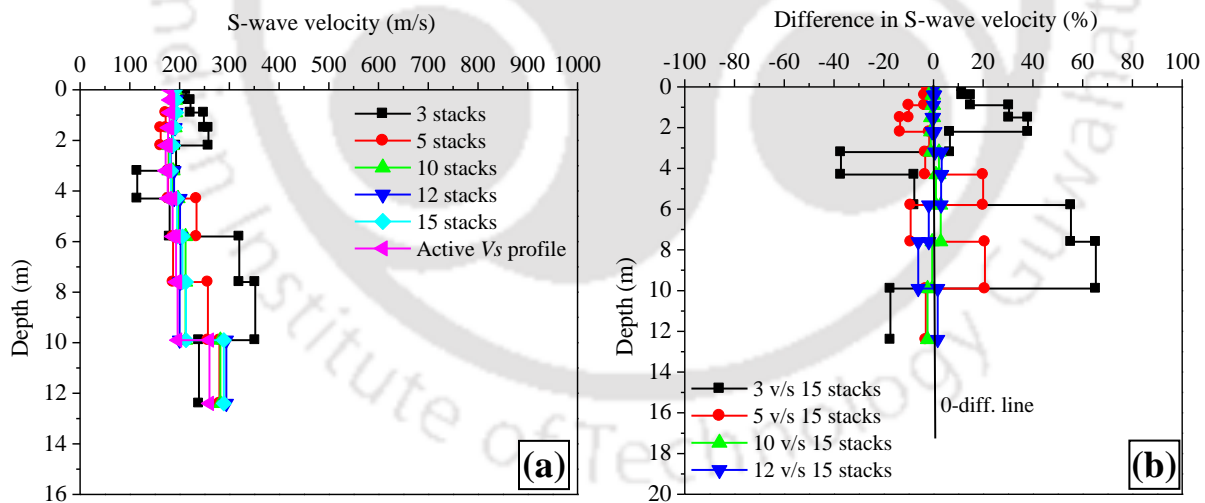 S-wave velocity (m/s)
0 100 200 300 400 500 600 700 800 900 1000
Depth (m)
0
2
4
6
8
10
12
14
16
3 stacks
5 stacks
10 stacks
12 stacks
15 stacks
Active Vs profile
(a)
Difference in S-wave velocity (%)
-100 -80 -60 -40 -20 0 20 40 60 80 100
Depth (m)
0
2
4
6
8
10
12
14
16
18
20
3 v/s 15 stacks
5 v/s 15 stacks
10 v/s 15 stacks
12 v/s 15 stacks
0-diff. line
(b)
Institute of Technology Guwahati